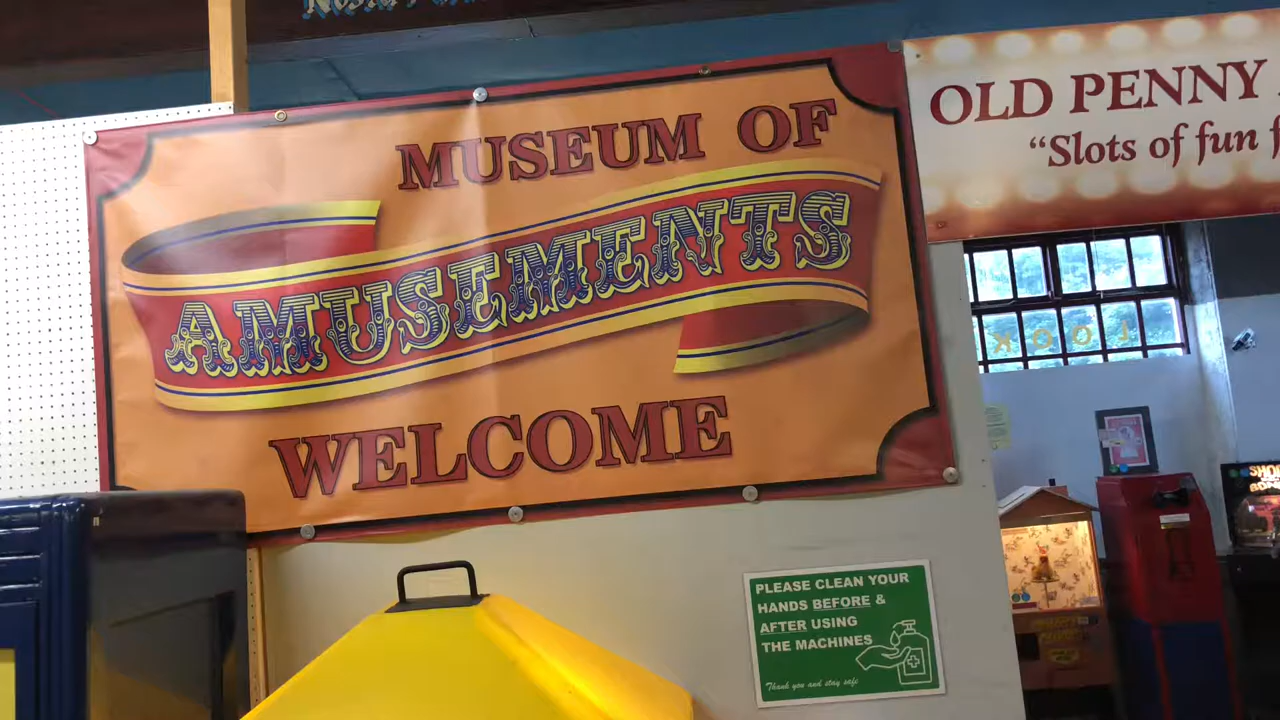 MUSEUM OF
AMUSEMENTS
WELCOME
OLD PENNY
“Slots of fun
LOOK
PLEASE CLEAN YOUR
HANDS BEFORE &
AFTER USING
THE MACHINES
Thank you and stay safe